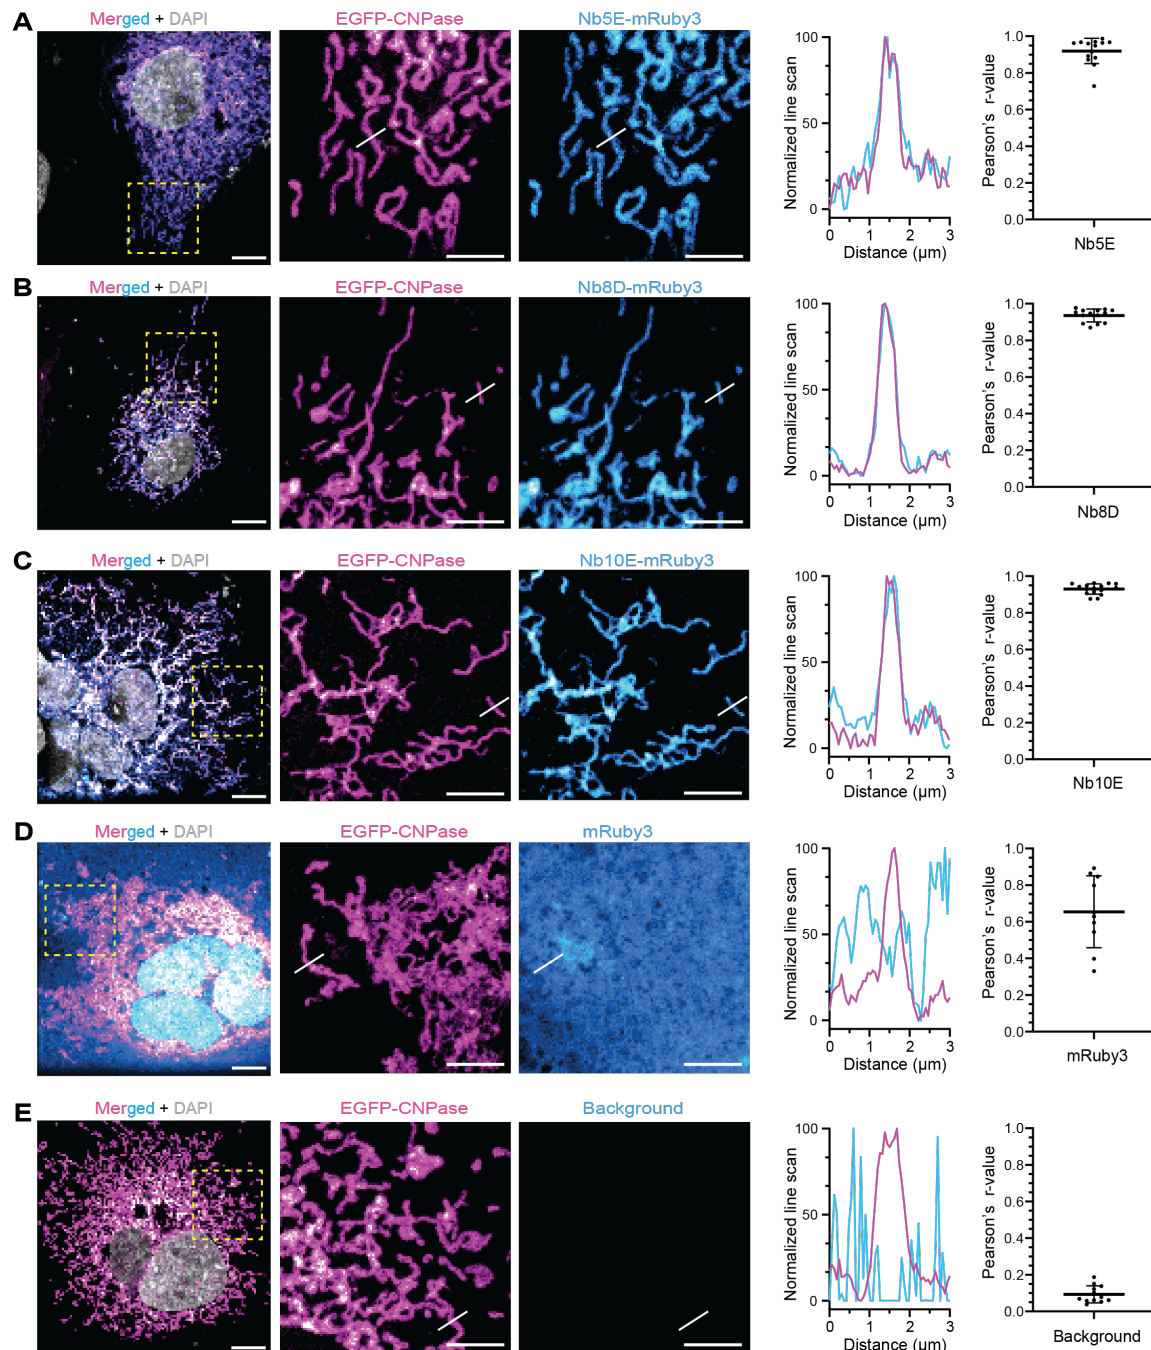 A
Merged + DAPI
EGFP-CNPase
Nb5E-mRuby3
Normalized line scan
100
50
0
0 1 2 3
Distance (µm)
Pearson's r-value
1.0
0.8
0.6
0.4
0.2
0.0
Nb5E
B
Merged + DAPI
EGFP-CNPase
Nb8D-mRuby3
Normalized line scan
100
50
0
0 1 2 3
Distance (µm)
Pearson's r-value
1.0
0.8
0.6
0.4
0.2
0.0
Nb8D
C
Merged + DAPI
EGFP-CNPase
Nb10E-mRuby3
Normalized line scan
100
50
0
0 1 2 3
Distance (µm)
Pearson's r-value
1.0
0.8
0.6
0.4
0.2
0.0
Nb10E
D
Merged + DAPI
EGFP-CNPase
mRuby3
Normalized line scan
100
50
0
0 1 2 3
Distance (µm)
Pearson's r-value
1.0
0.8
0.6
0.4
0.2
0.0
mRuby3
E
Merged + DAPI
EGFP-CNPase
Background
Normalized line scan
100
50
0
0 1 2 3
Distance (µm)
Pearson's r-value
1.0
0.8
0.6
0.4
0.2
0.0
Background